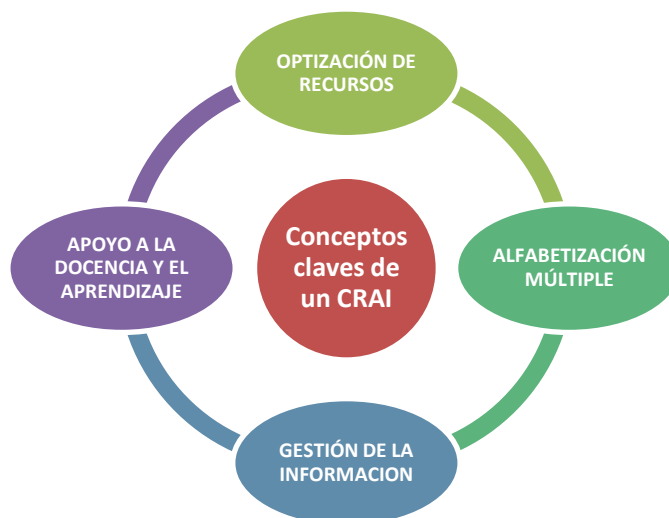 OPTIZACIÓN DE
RECURSOS
Conceptos
claves de
un CRAI
ALFABETIZACIÓN
MÚLTIPLE
GESTIÓN DE LA
INFORMACION
APOYO A LA
DOCENCIA Y EL
APRENDIZAJE